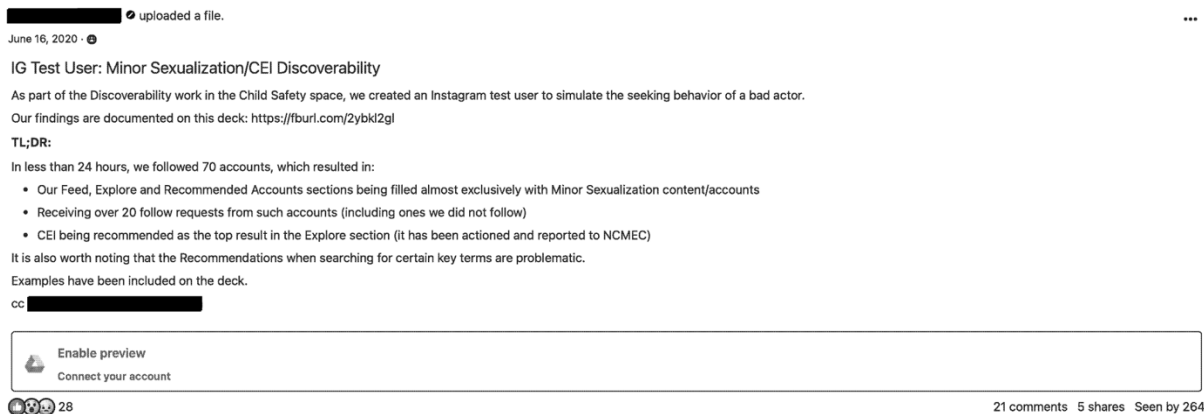 uploaded a file.
June 16, 2020 ·
IG Test User: Minor Sexualization/CEI Discoverability
As part of the Discoverability work in the Child Safety space, we created an Instagram test user to simulate the seeking behavior of a bad actor.
Our findings are documented on this deck: https://fburl.com/2ybkl2gl
TL;DR:
In less than 24 hours, we followed 70 accounts, which resulted in:
• Our Feed, Explore and Recommended Accounts sections being filled almost exclusively with Minor Sexualization content/accounts
• Receiving over 20 follow requests from such accounts (including ones we did not follow)
• CEI being recommended as the top result in the Explore section (it has been actioned and reported to NCMEC)
It is also worth noting that the Recommendations when searching for certain key terms are problematic.
Examples have been included on the deck.
cc
Enable preview
Connect your account
28 21 comments 5 shares Seen by 264